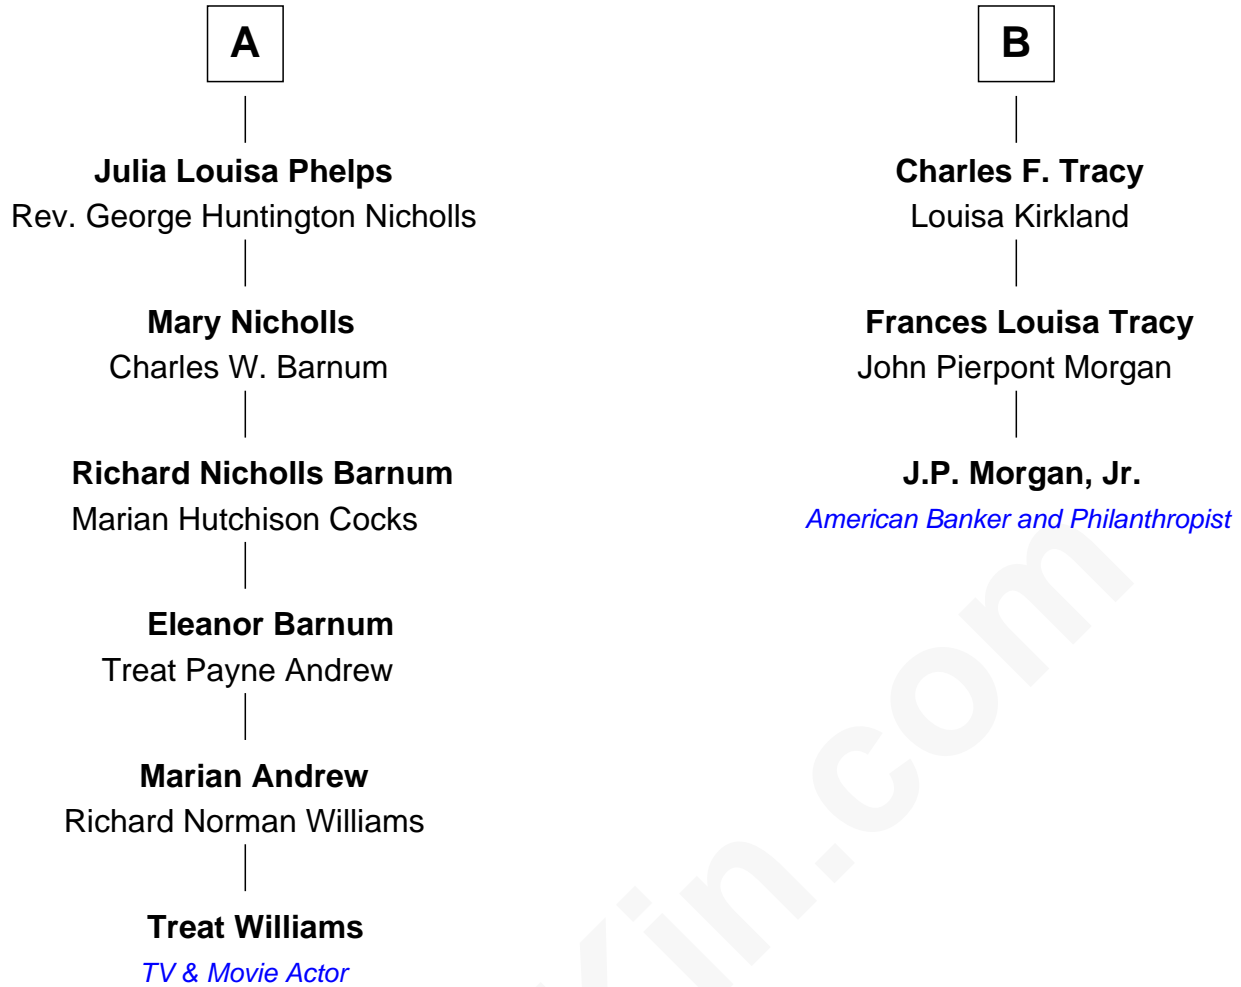 A
Julia Louisa Phelps
Rev. George Huntington Nicholls
Mary Nicholls
Charles W. Barnum
Richard Nicholls Barnum
Marian Hutchison Cocks
Eleanor Barnum
Treat Payne Andrew
Marian Andrew
Richard Norman Williams
Treat Williams
TV & Movie Actor
B
Charles F. Tracy
Louisa Kirkland
Frances Louisa Tracy
John Pierpont Morgan
J.P. Morgan, Jr.
American Banker and Philanthropist
Kin.com